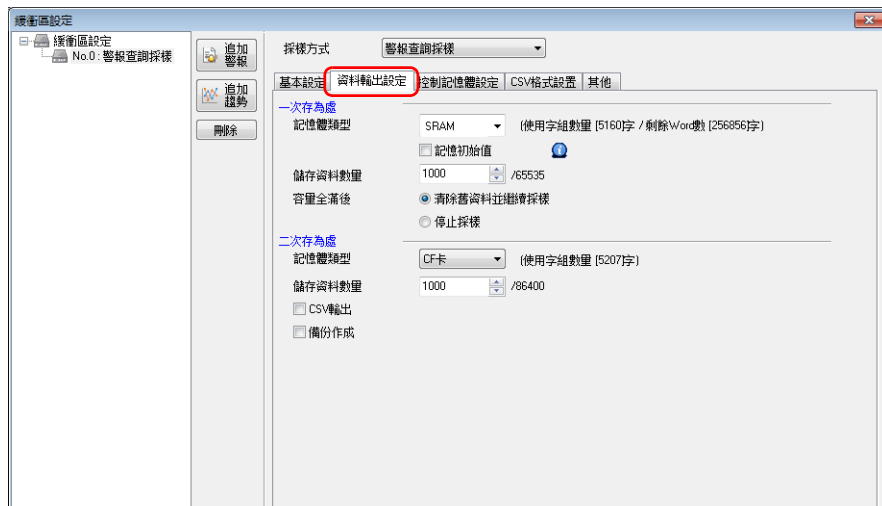 緩衝區設定
緩衝區設定
No.0 : 警報查詢採樣
追加
警報
追加
趨勢
刪除
採樣方式 警報查詢採樣
基本設定 資料輸出設定 控制記憶體設定 CSV格式設置 其他
一次存為處
記憶體類型 SRAM (使用字組數量 [5160]字 / 剩餘Word數 [256856]字)
記憶初始值
儲存資料數量 1000 /65535
容量全滿後 清除舊資料並繼續採樣
停止採樣
二次存為處
記憶體類型 CF卡 (使用字組數量 [5207]字)
儲存資料數量 1000 /86400
CSV輸出
備份作成